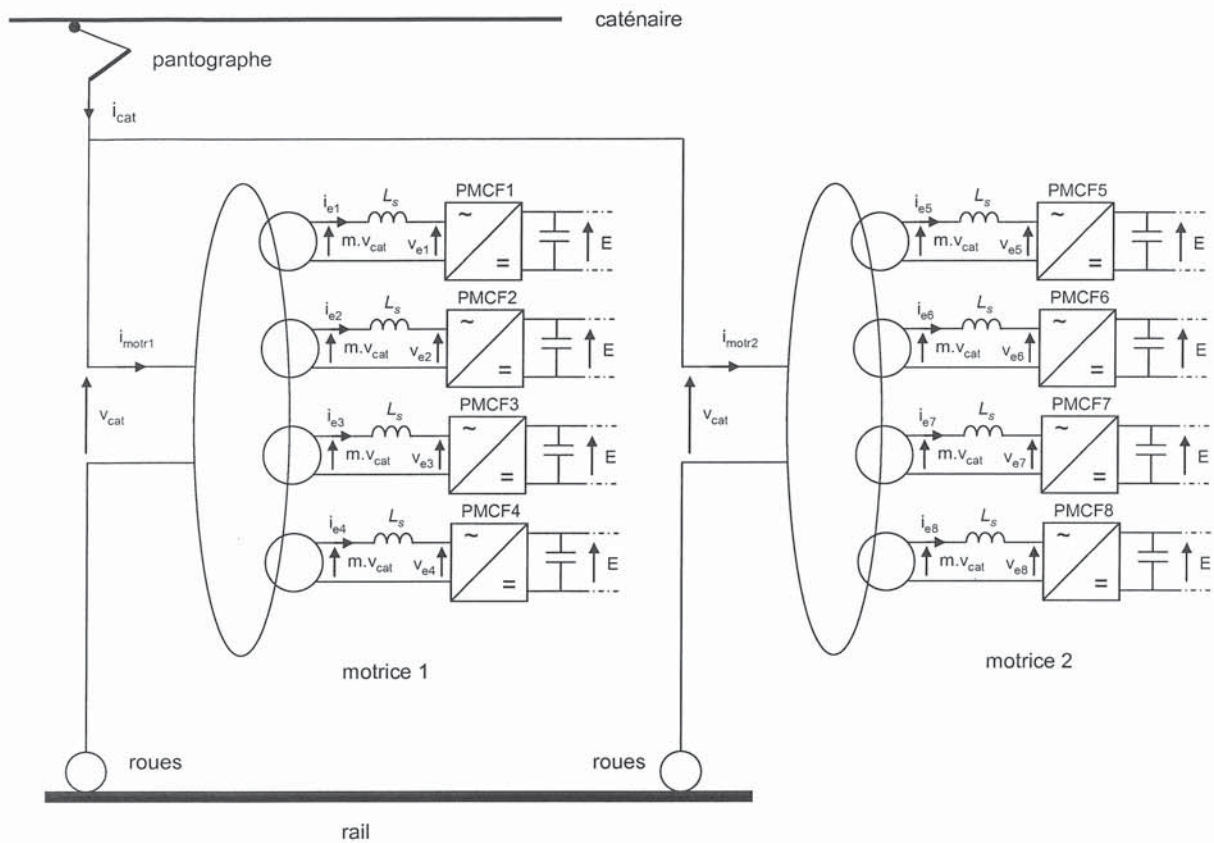 caténaire
pantographe
i_cat
i_e1 L_s PMCF1
~ =
m.v_cat v_e1 E
i_e5 L_s PMCF5
~ =
m.v_cat v_e5 E
i_e2 L_s PMCF2
~ =
m.v_cat v_e2 E
i_e6 L_s PMCF6
~ =
m.v_cat v_e6 E
i_motr1
i_motr2
v_cat
v_cat
i_e3 L_s PMCF3
~ =
m.v_cat v_e3 E
i_e7 L_s PMCF7
~ =
m.v_cat v_e7 E
i_e4 L_s PMCF4
~ =
m.v_cat v_e4 E
i_e8 L_s PMCF8
~ =
m.v_cat v_e8 E
motrice 1
motrice 2
roues
roues
rail